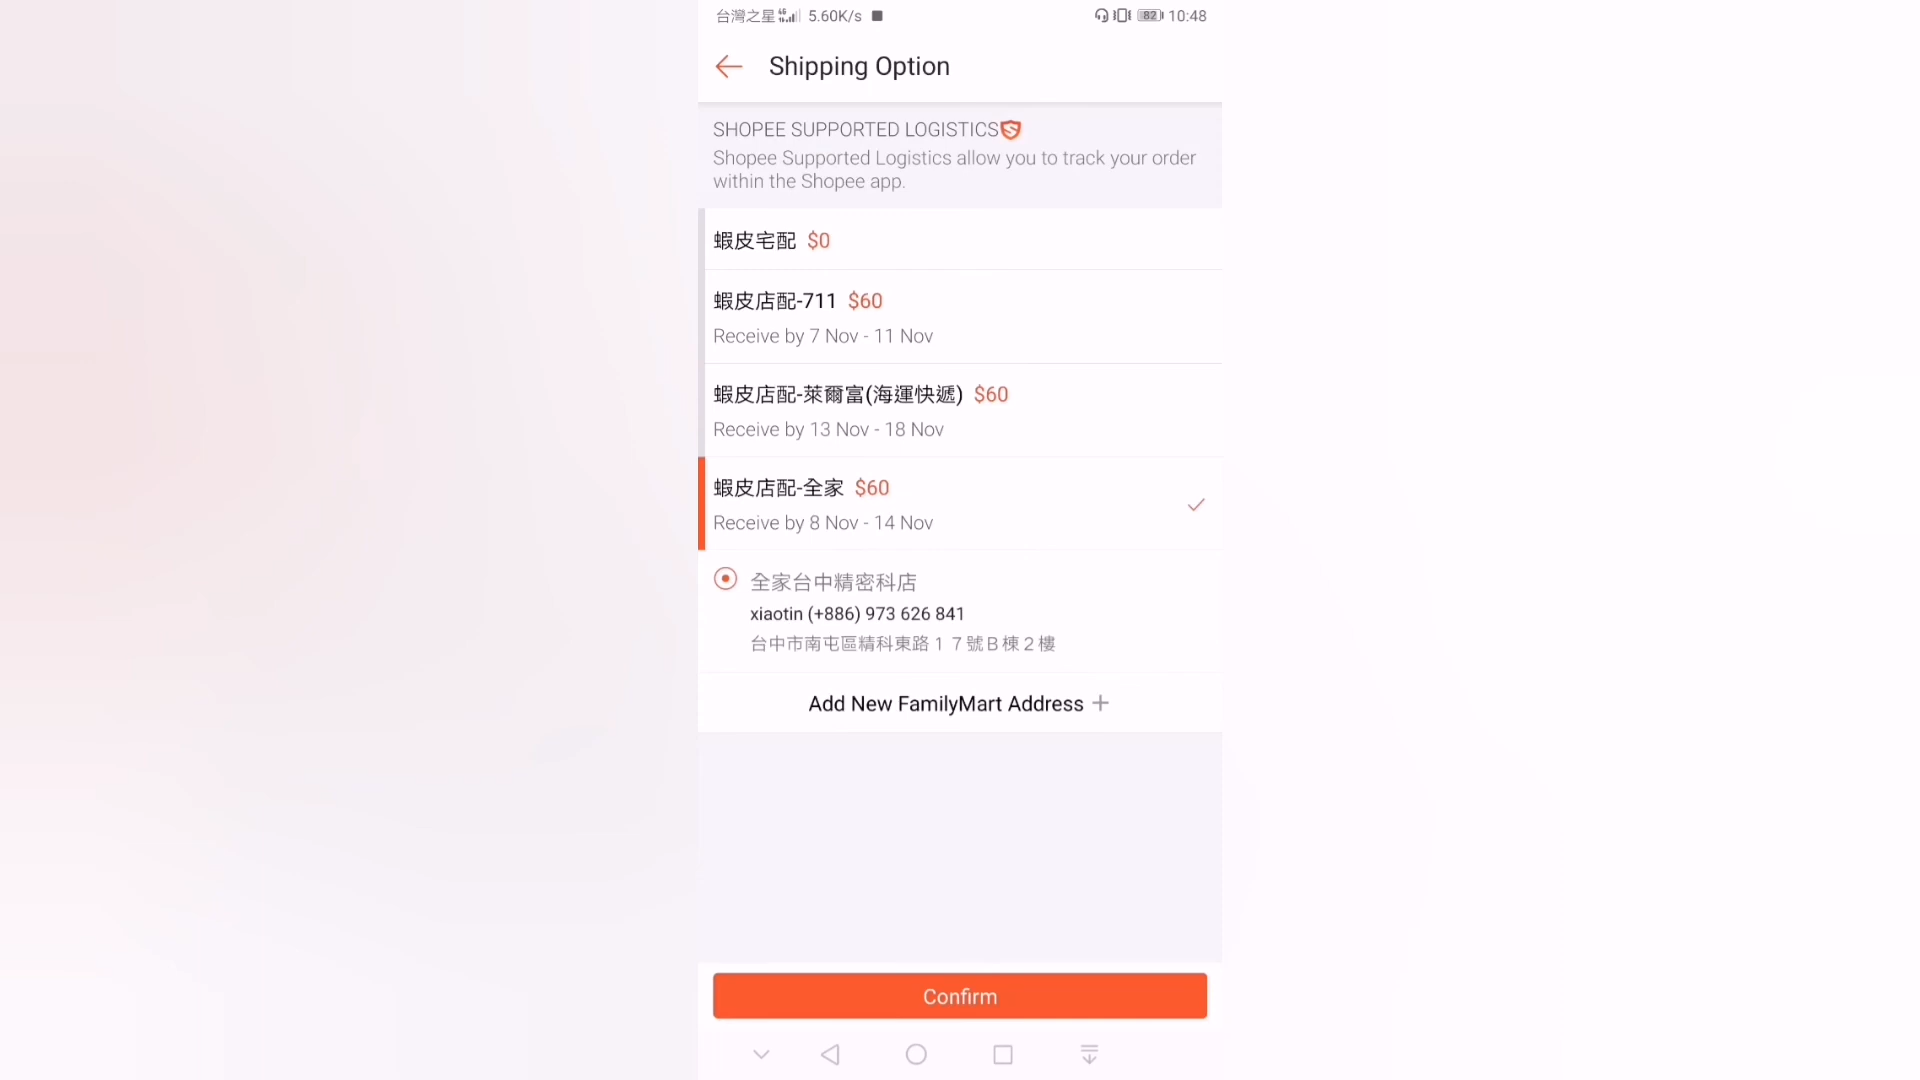 台灣之星 4G 5.60K/s 82 10:48
Shipping Option
SHOPEE SUPPORTED LOGISTICS
Shopee Supported Logistics allow you to track your order
within the Shopee app.
蝦皮宅配 $0
蝦皮店配-711 $60
Receive by 7 Nov - 11 Nov
蝦皮店配-萊爾富(海運快遞) $60
Receive by 13 Nov - 18 Nov
蝦皮店配-全家 $60
Receive by 8 Nov - 14 Nov
全家台中精密科店
xiaotin (+886) 973 626 841
台中市南屯區精科東路１７號Ｂ棟２樓
Add New FamilyMart Address +
Confirm